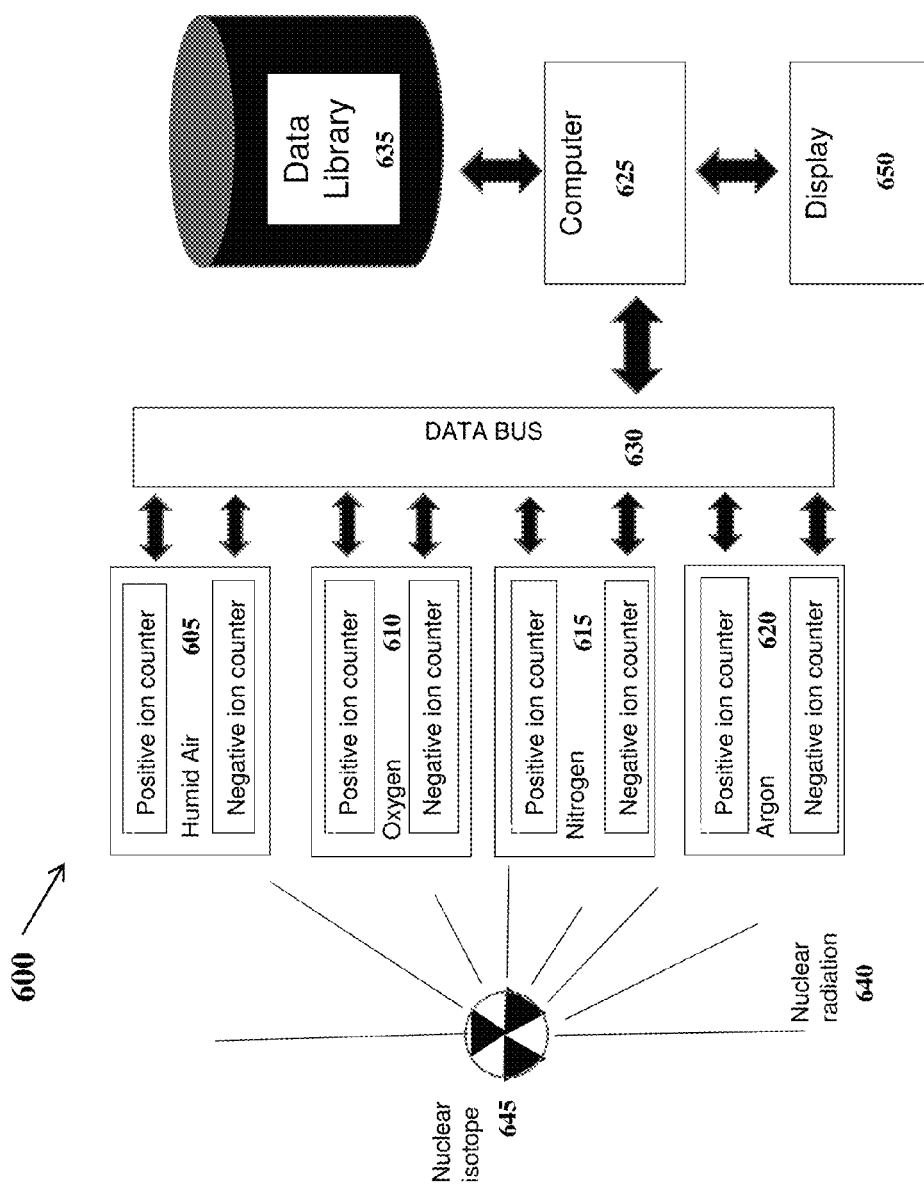 600
Nuclear
isotope
645
Nuclear
radiation
640
Positive ion counter
Humid Air
605
Negative ion counter
Positive ion counter
Oxygen
610
Negative ion counter
Positive ion counter
Nitrogen
615
Negative ion counter
Positive ion counter
Argon
620
Negative ion counter
DATA BUS
630
Data
Library
635
Computer
625
Display
650